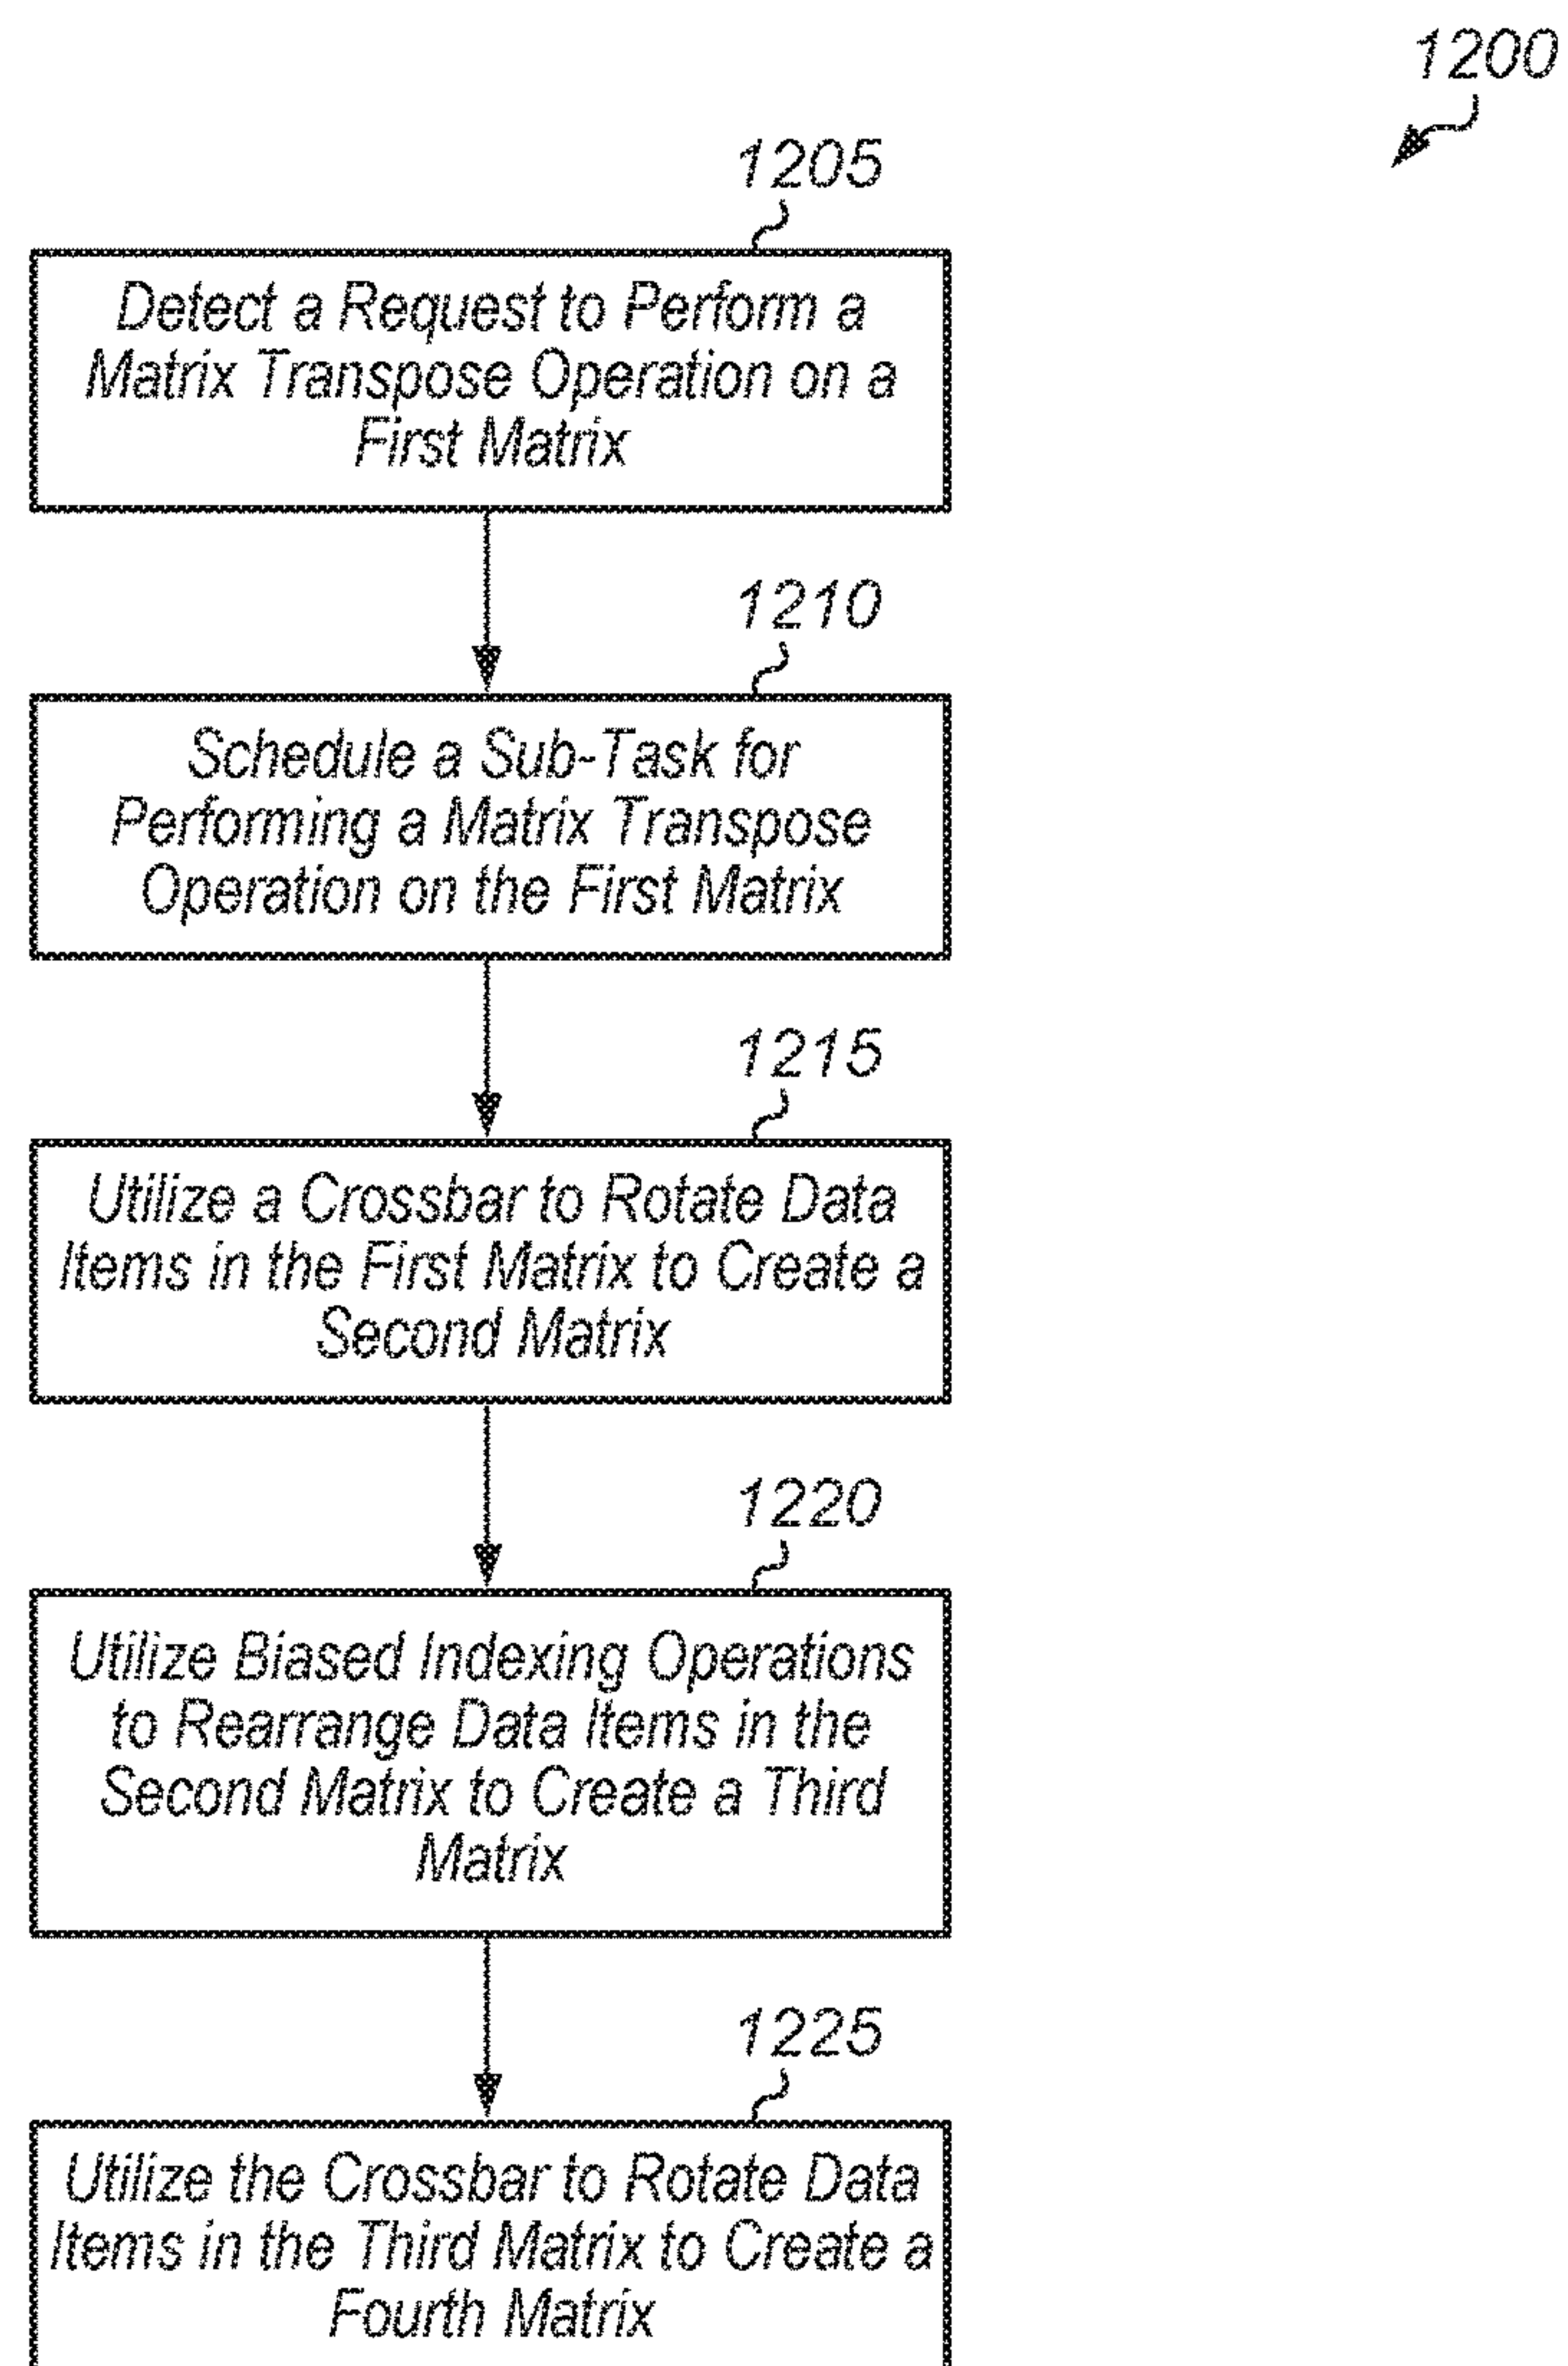 1200
1205
Detect a Request to Perform a
Matrix Transpose Operation on a
First Matrix
1210
Schedule a Sub-Task for
Performing a Matrix Transpose
Operation on the First Matrix
1215
Utilize a Crossbar to Rotate Data
Items in the First Matrix to Create a
Second Matrix
1220
Utilize Biased Indexing Operations
to Rearrange Data Items in the
Second Matrix to Create a Third
Matrix
1225
Utilize the Crossbar to Rotate Data
Items in the Third Matrix to Create a
Fourth Matrix